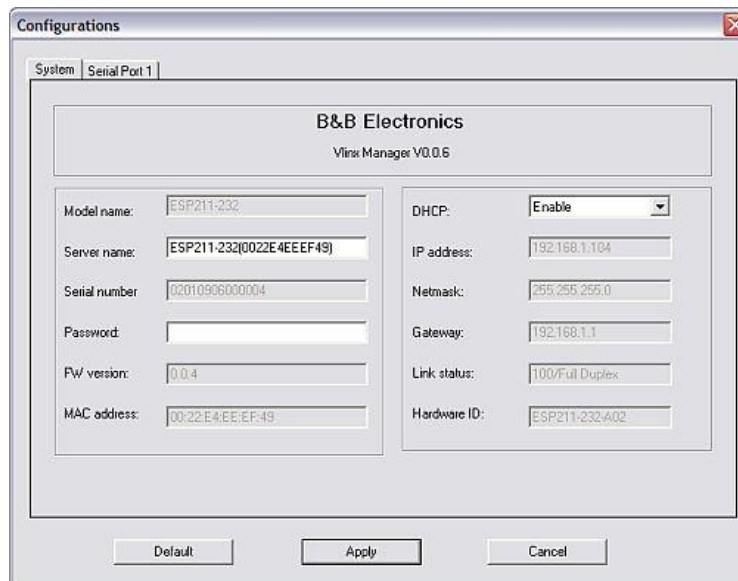 Configurations
System
Serial Port 1
B&B Electronics
Vlinx Manager V0.0.6
Model name: ESP211-232
Server name: ESP211-232(0022E4EEEF49)
Serial number 02010906000004
Password:
FW version: 0.0.4
MAC address: 00:22:E4:EE:EF:49
DHCP: Enable
IP address: 192.168.1.104
Netmask: 255.255.255.0
Gateway: 192.168.1.1
Link status: 100/Full Duplex
Hardware ID: ESP211-232-A02
Default
Apply
Cancel